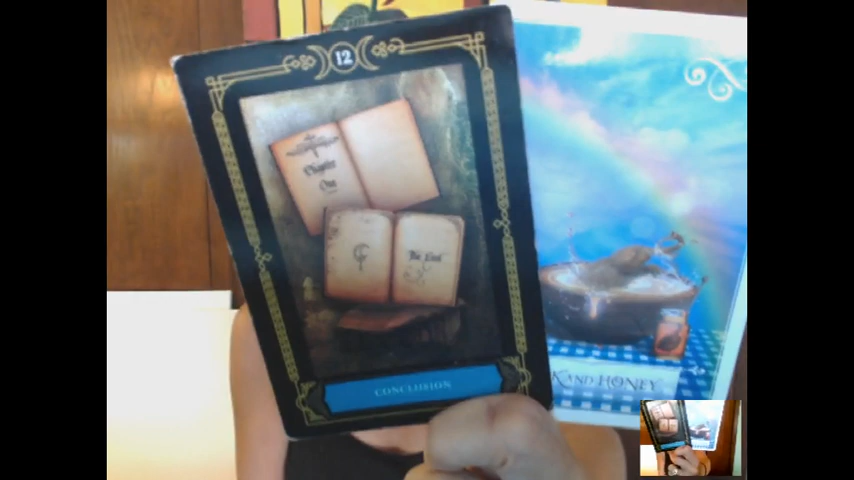 12
Chapter
One
The End
CONCLUSION
K AND HONEY